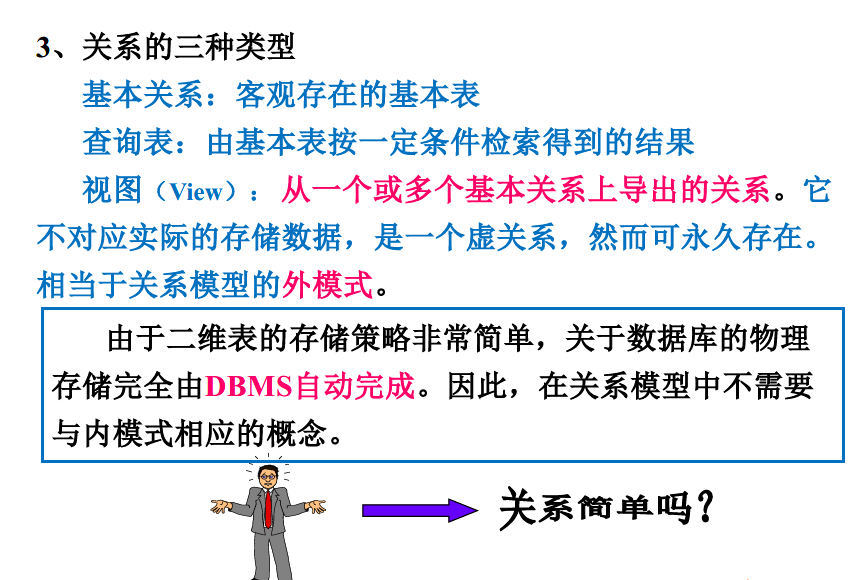 3、关系的三种类型
基本关系：客观存在的基本表
查询表：由基本表按一定条件检索得到的结果
视图（View）：从一个或多个基本关系上导出的关系。它
不对应实际的存储数据，是一个虚关系，然而可永久存在。
相当于关系模型的外模式。
由于二维表的存储策略非常简单，关于数据库的物理
存储完全由DBMS自动完成。因此，在关系模型中不需要
与内模式相应的概念。
关系简单吗？